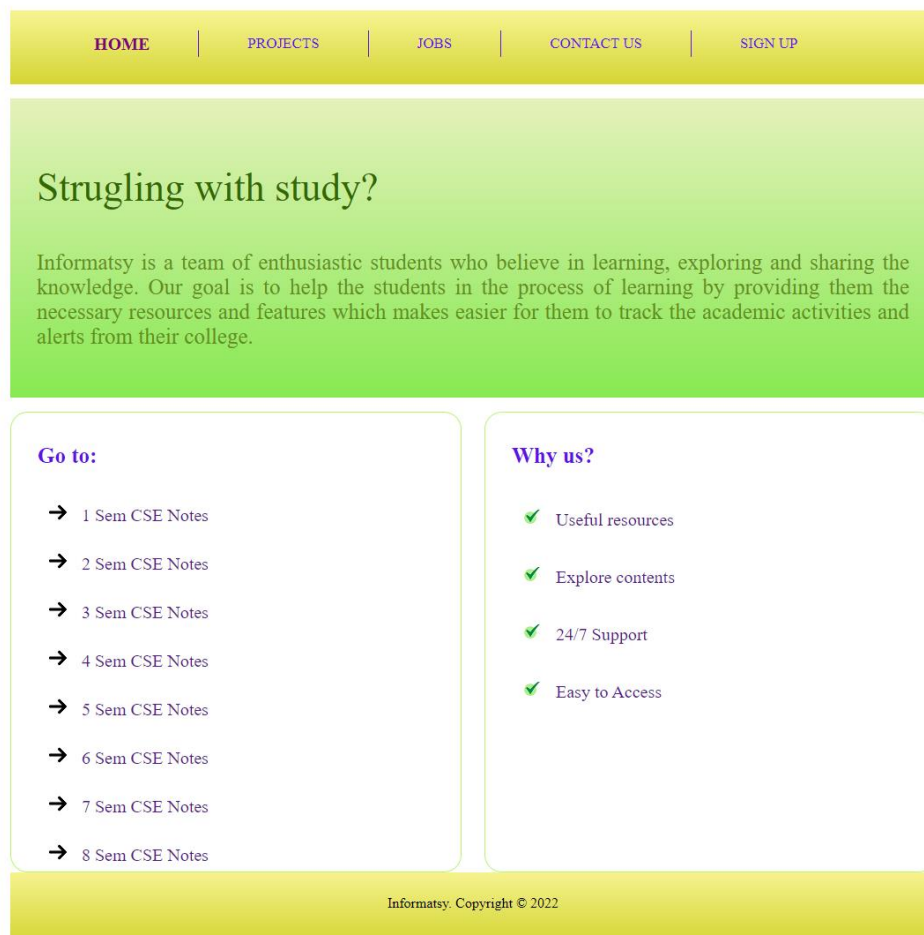 HOME PROJECTS JOBS CONTACT US SIGN UP
Strugling with study?
Informatsy is a team of enthusiastic students who believe in learning, exploring and sharing the
knowledge. Our goal is to help the students in the process of learning by providing them the
necessary resources and features which makes easier for them to track the academic activities and
alerts from their college.
Go to:
1 Sem CSE Notes
2 Sem CSE Notes
3 Sem CSE Notes
4 Sem CSE Notes
5 Sem CSE Notes
6 Sem CSE Notes
7 Sem CSE Notes
8 Sem CSE Notes
Why us?
Useful resources
Explore contents
24/7 Support
Easy to Access
Informatsy. Copyright © 2022